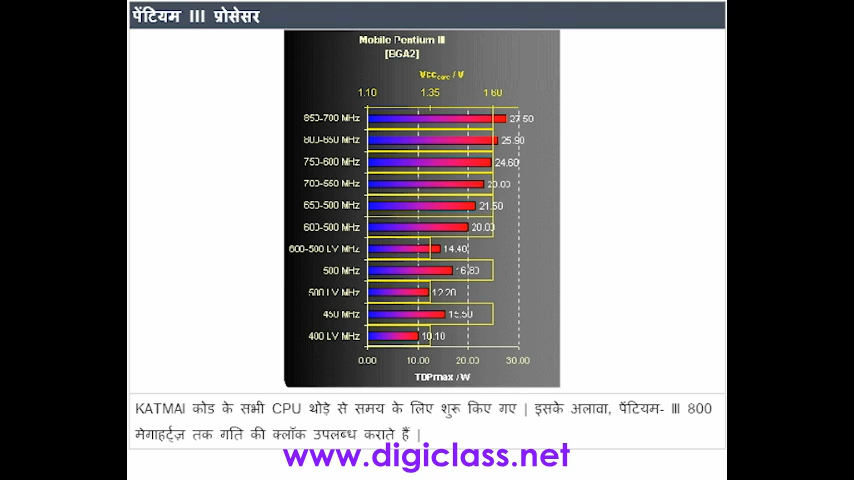 पेंटियम III प्रोसेसर
Mobile Pentium III
[BGA2]
Vcc core / V
1.10 1.35 1.60
850-700 MHz 27.50
800-650 MHz 25.90
750-600 MHz 24.60
700-550 MHz
650-500 MHz 21.50
600-500 MHz 20.00
600-500 LV MHz 14.40
500 MHz 16.80
500 LV MHz 12.20
450 MHz 15.50
400 LV MHz 10.10
0.00 10.00 20.00 30.00
TDPmax / W
KATMAI कोड के सभी CPU थोड़े से समय के लिए शुरू किए गए | इसके अलावा, पेंटियम- III 800
मेगाहर्ट्ज़ तक गति की क्लॉक उपलब्ध कराते हैं |
www.digiclass.net